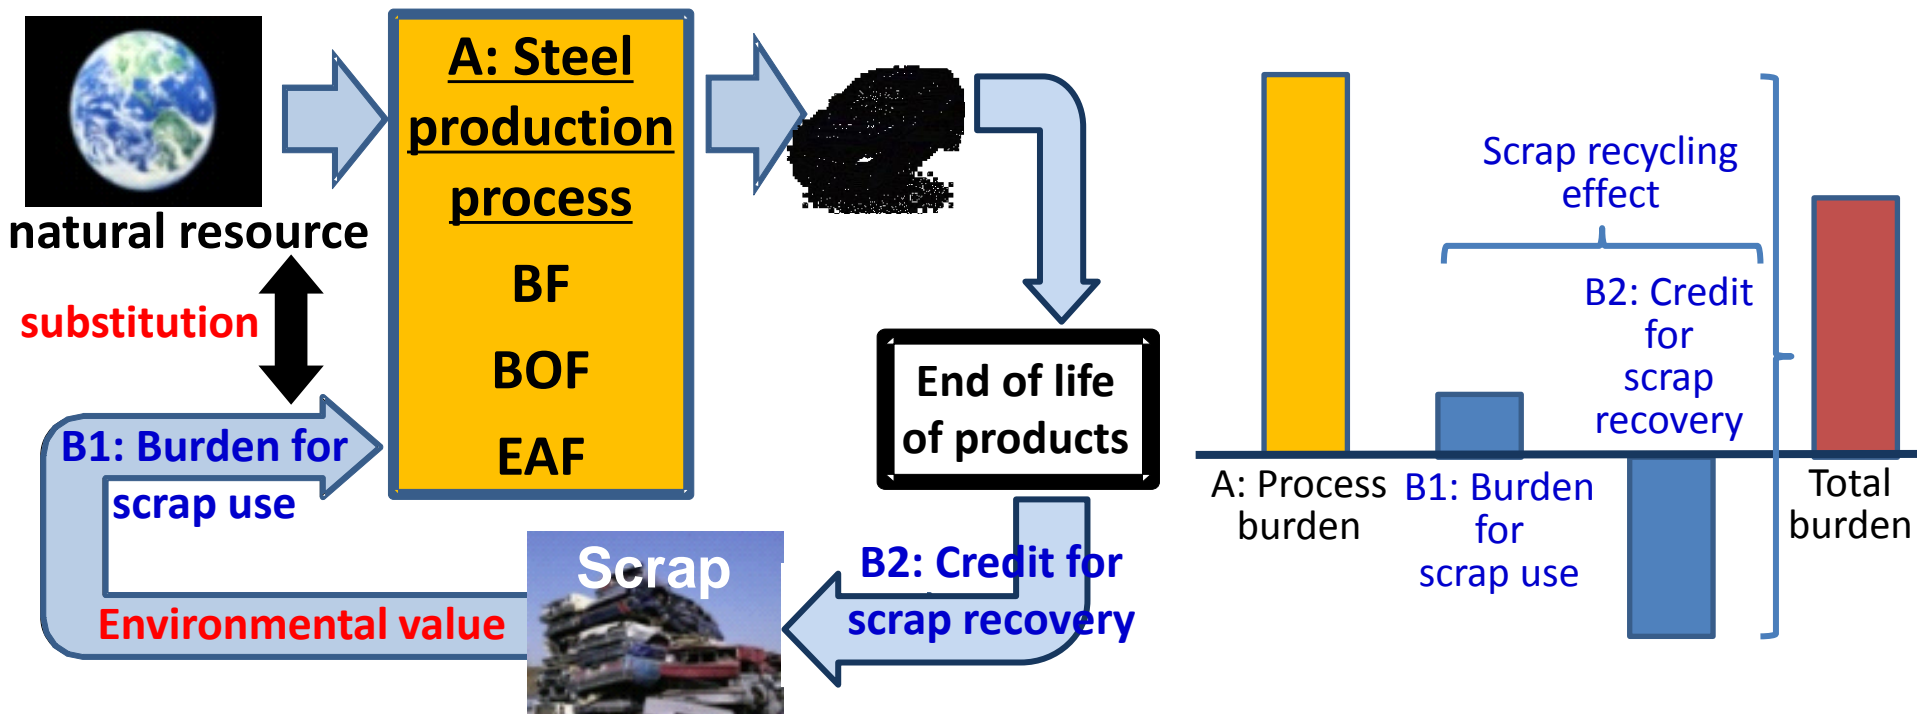 natural resource
substitution
B1: Burden for
scrap use
Environmental value
A: Steel
production
process
BF
BOF
EAF
End of life
of products
Scrap
B2: Credit for
scrap recovery
Scrap recycling
effect
B2: Credit
for
scrap
recovery
A: Process
burden
B1: Burden
for
scrap use
Total
burden